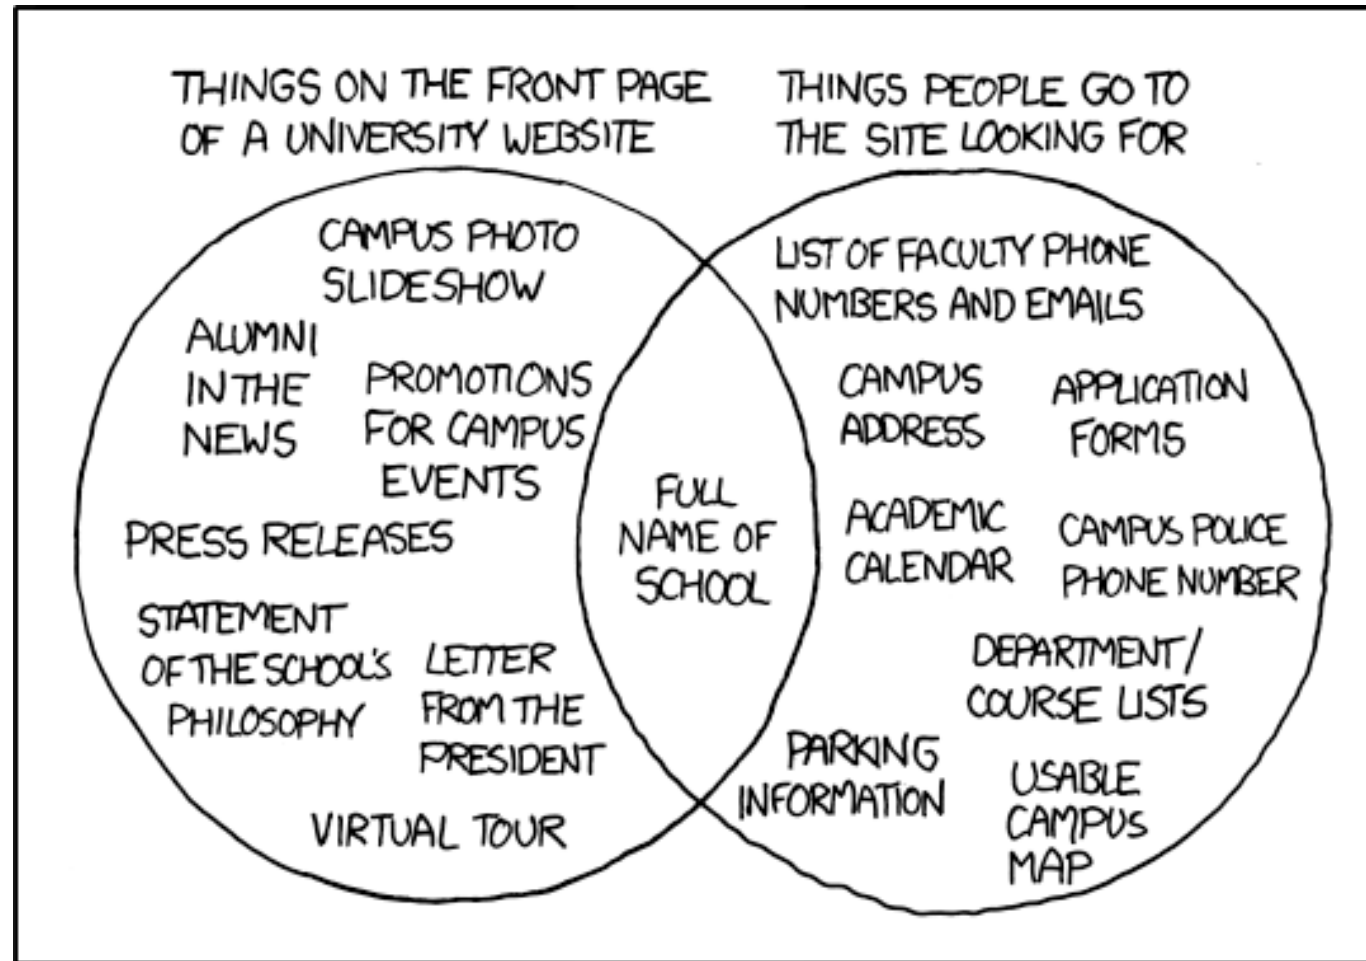 THINGS ON THE FRONT PAGE
OF A UNIVERSITY WEBSITE
THINGS PEOPLE GO TO
THE SITE LOOKING FOR
CAMPUS PHOTO
SLIDESHOW
ALUMNI
IN THE
NEWS
PROMOTIONS
FOR CAMPUS
EVENTS
PRESS RELEASES
STATEMENT
OF THE SCHOOL'S
PHILOSOPHY
LETTER
FROM THE
PRESIDENT
VIRTUAL TOUR
FULL
NAME OF
SCHOOL
LIST OF FACULTY PHONE
NUMBERS AND EMAILS
CAMPUS
ADDRESS
APPLICATION
FORMS
ACADEMIC
CALENDAR
CAMPUS POLICE
PHONE NUMBER
DEPARTMENT/
COURSE LISTS
PARKING
INFORMATION
USABLE
CAMPUS
MAP